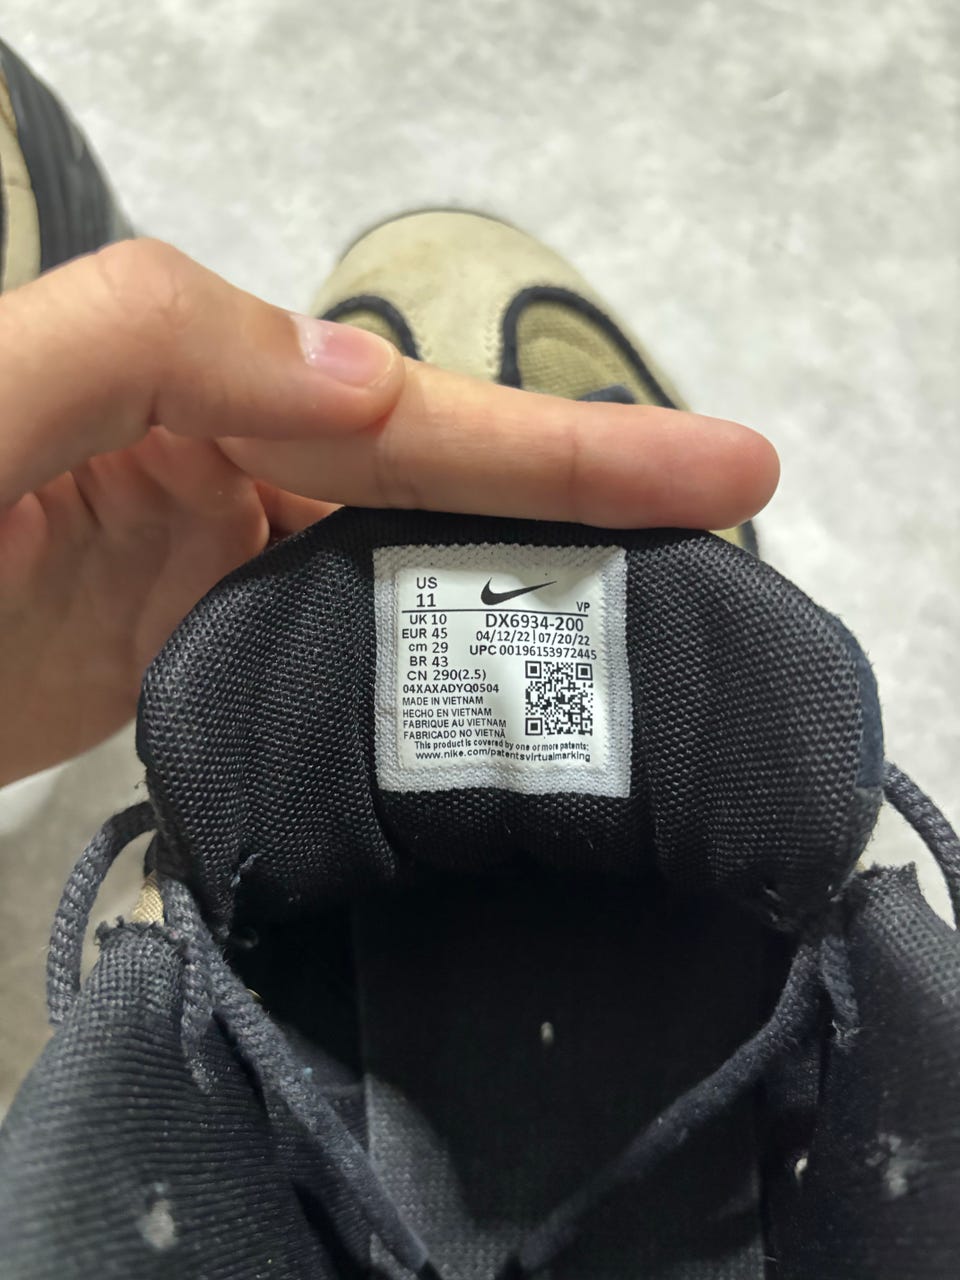 US
11
VP
UK 10
EUR 45
cm 29
BR 43
CN 290(2.5)
DX6934-200
04/12/22|07/20/22
UPC 00196153972445
04XAXADYQ0504
MADE IN VIETNAM
HECHO EN VIETNAM
FABRIQUE AU VIETNAM
FABRICADO NO VIETNÃ
This product is covered by one or more patents:
www.nike.com/patentsvirtualmarking